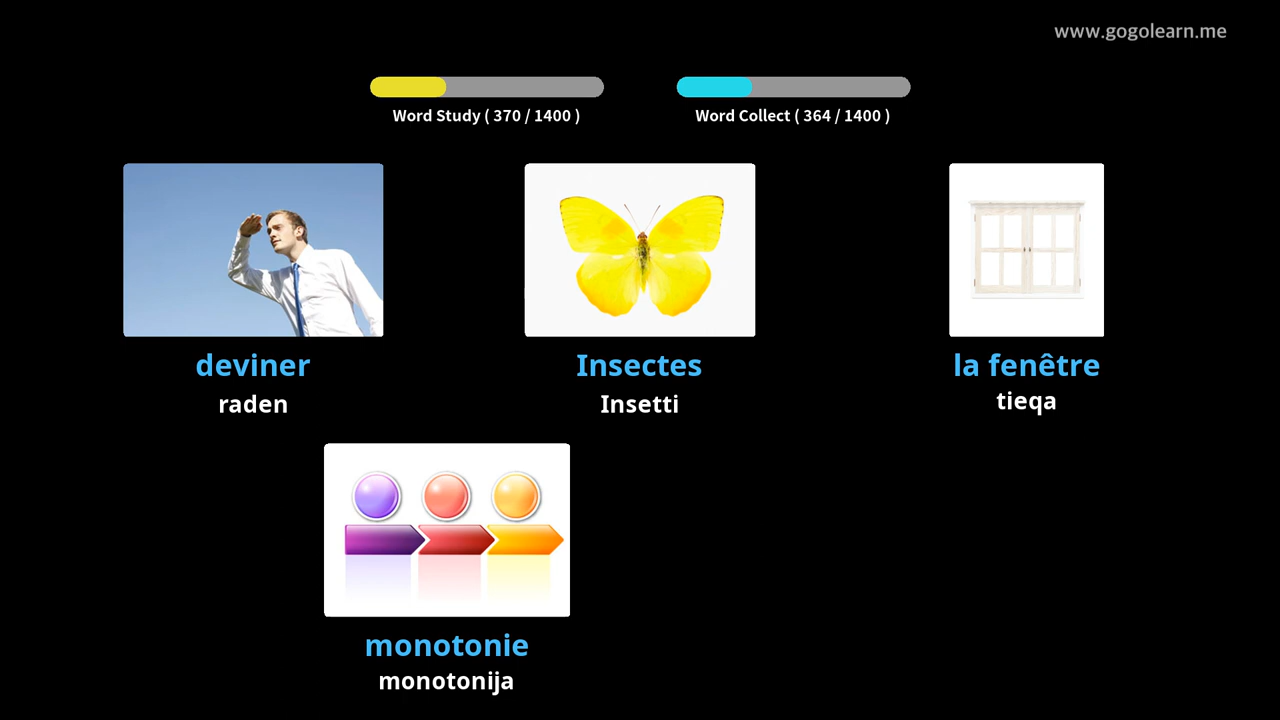 www.gogolearn.me
Word Study ( 370 / 1400 )
Word Collect ( 364 / 1400 )
deviner
raden
Insectes
Insetti
la fenêtre
tieqa
monotonie
monotonija